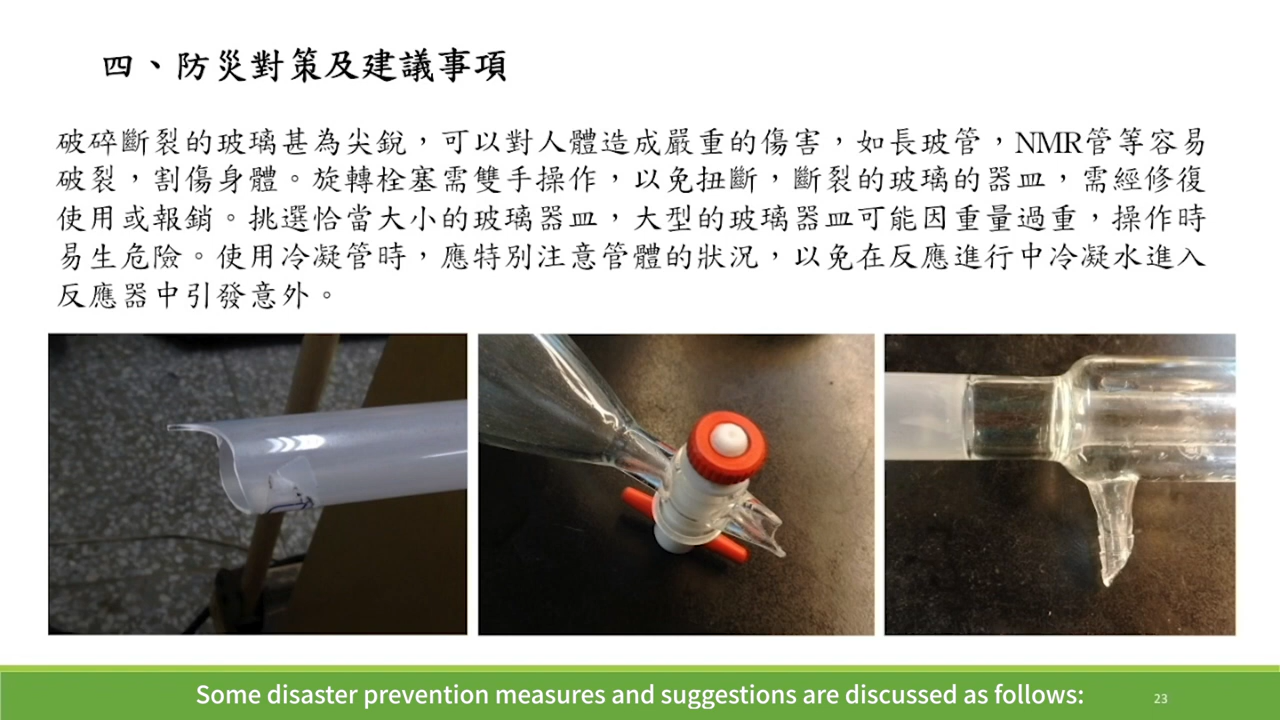 四、防災對策及建議事項
破碎斷裂的玻璃甚為尖銳，可以對人體造成嚴重的傷害，如長玻管，NMR管等容易
破裂，割傷身體。旋轉栓塞需雙手操作，以免扭斷，斷裂的玻璃的器皿，需經修復
使用或報銷。挑選恰當大小的玻璃器皿，大型的玻璃器皿可能因重量過重，操作時
易生危險。使用冷凝管時，應特別注意管體的狀況，以免在反應進行中冷凝水進入
反應器中引發意外。
Some disaster prevention measures and suggestions are discussed as follows:
23